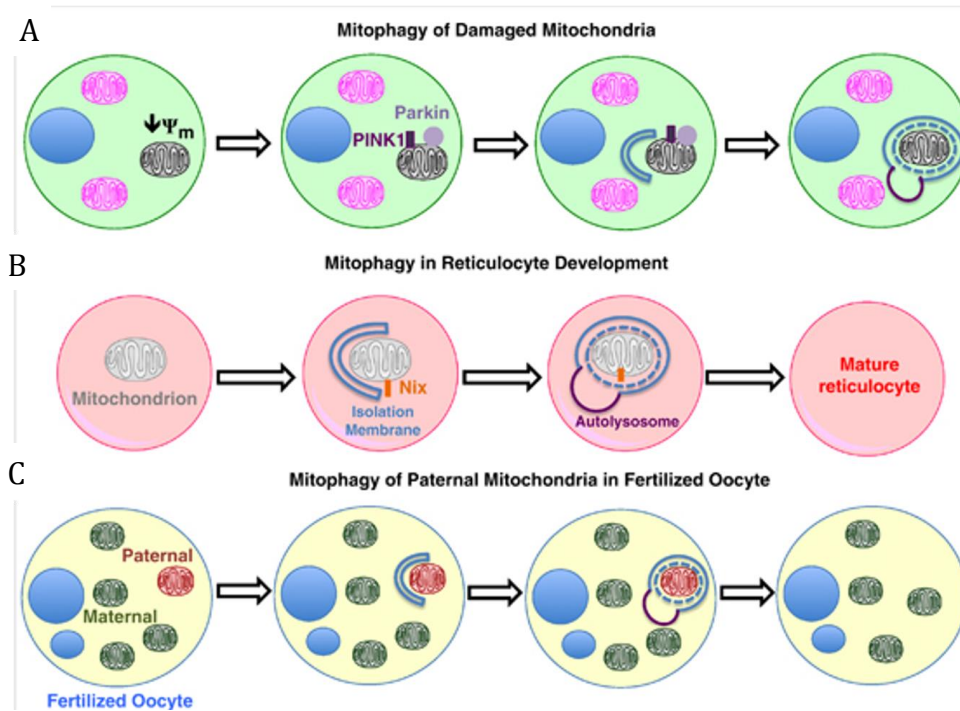 A
Mitophagy of Damaged Mitochondria
↓Ψm
Parkin
PINK1
B
Mitophagy in Reticulocyte Development
Mitochondrion
Nix
Isolation
Membrane
Autolysosome
Mature
reticulocyte
C
Mitophagy of Paternal Mitochondria in Fertilized Oocyte
Paternal
Maternal
Fertilized Oocyte